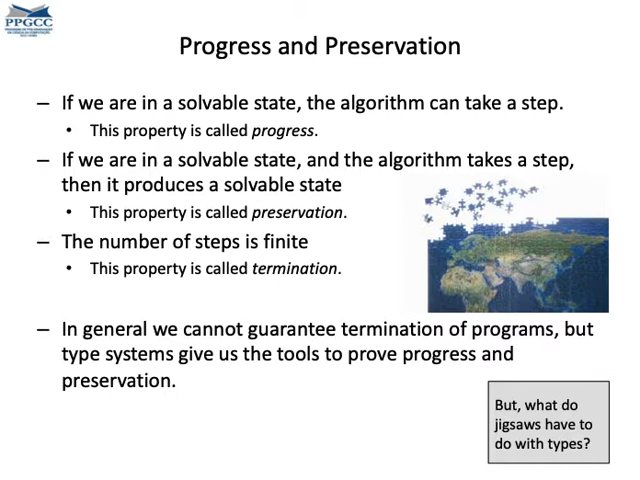 PPGCC
Progress and Preservation
– If we are in a solvable state, the algorithm can take a step.
• This property is called progress.
– If we are in a solvable state, and the algorithm takes a step,
then it produces a solvable state
• This property is called preservation.
– The number of steps is finite
• This property is called termination.
– In general we cannot guarantee termination of programs, but
type systems give us the tools to prove progress and
preservation.
But, what do
jigsaws have to
do with types?